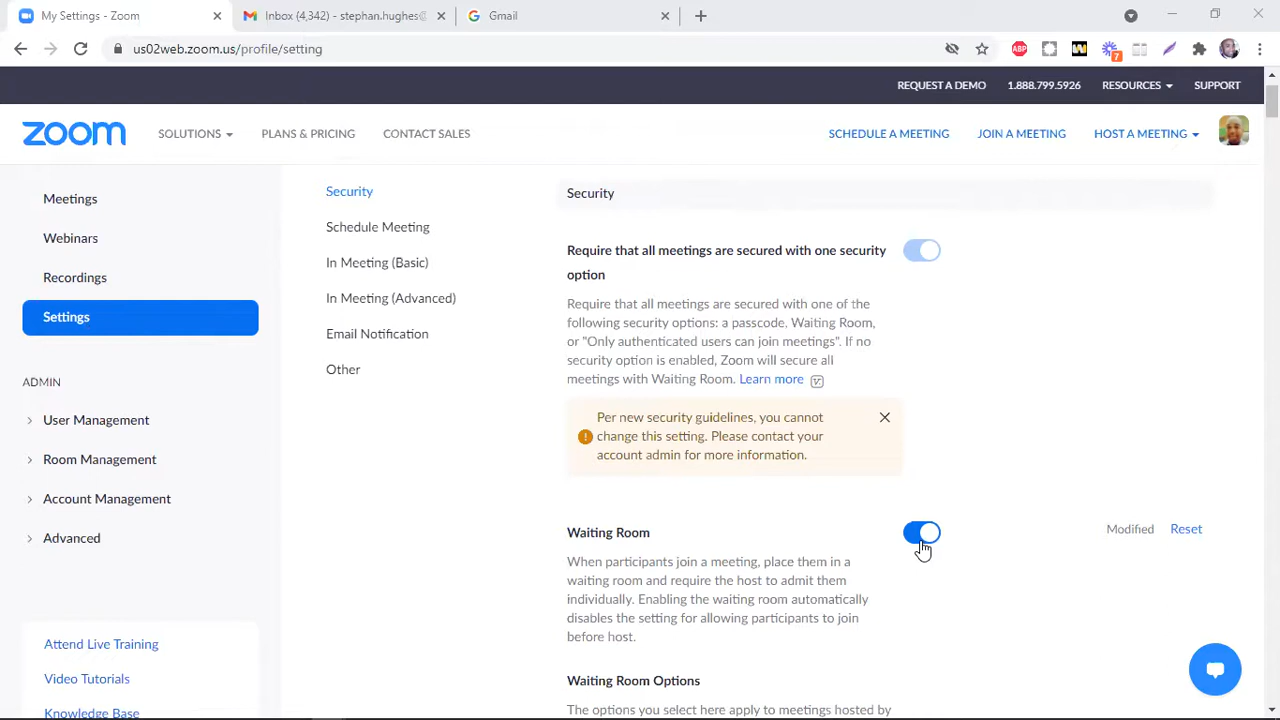 My Settings - Zoom
Inbox (4,342) - stephan.hughes@
Gmail
us02web.zoom.us/profile/setting
ABP
7
REQUEST A DEMO
1.888.799.5926
RESOURCES
SUPPORT
zoom
SOLUTIONS
PLANS & PRICING
CONTACT SALES
SCHEDULE A MEETING
JOIN A MEETING
HOST A MEETING
Meetings
Webinars
Recordings
Settings
ADMIN
User Management
Room Management
Account Management
Advanced
Attend Live Training
Video Tutorials
Knowledge Base
Security
Schedule Meeting
In Meeting (Basic)
In Meeting (Advanced)
Email Notification
Other
Security
Require that all meetings are secured with one security
option
Require that all meetings are secured with one of the
following security options: a passcode, Waiting Room,
or "Only authenticated users can join meetings". If no
security option is enabled, Zoom will secure all
meetings with Waiting Room. Learn more
Per new security guidelines, you cannot
change this setting. Please contact your
account admin for more information.
Waiting Room
Modified
Reset
When participants join a meeting, place them in a
waiting room and require the host to admit them
individually. Enabling the waiting room automatically
disables the setting for allowing participants to join
before host.
Waiting Room Options
The options you select here apply to meetings hosted by